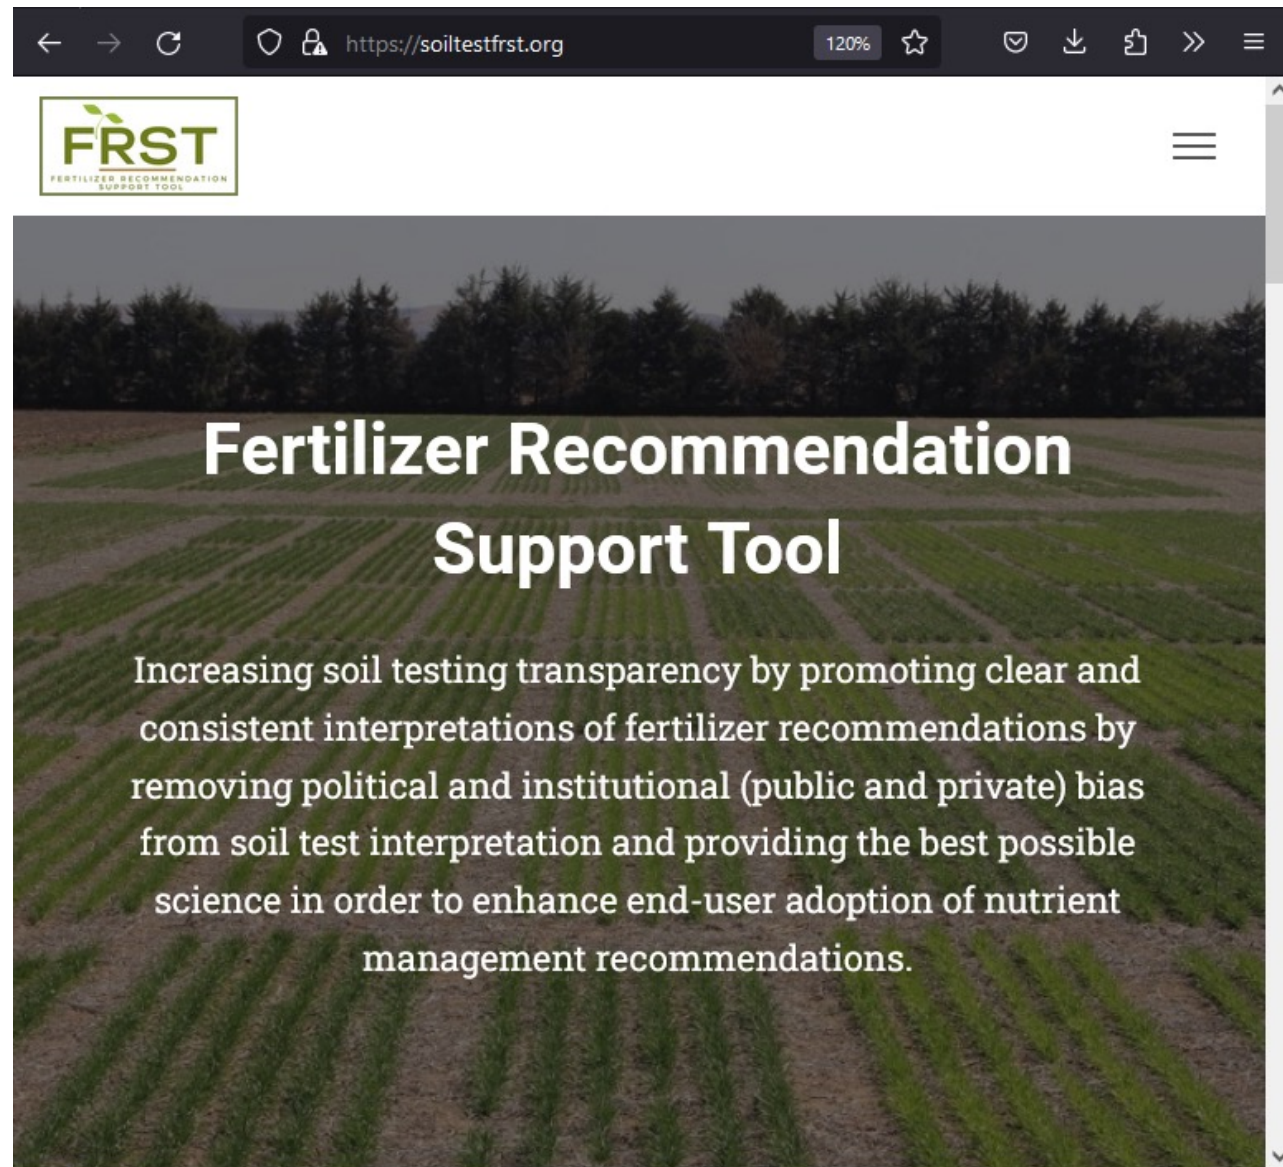 https://soiltestfrst.org
120%
FRST
FERTILIZER RECOMMENDATION
SUPPORT TOOL
Fertilizer Recommendation
Support Tool
Increasing soil testing transparency by promoting clear and
consistent interpretations of fertilizer recommendations by
removing political and institutional (public and private) bias
from soil test interpretation and providing the best possible
science in order to enhance end-user adoption of nutrient
management recommendations.